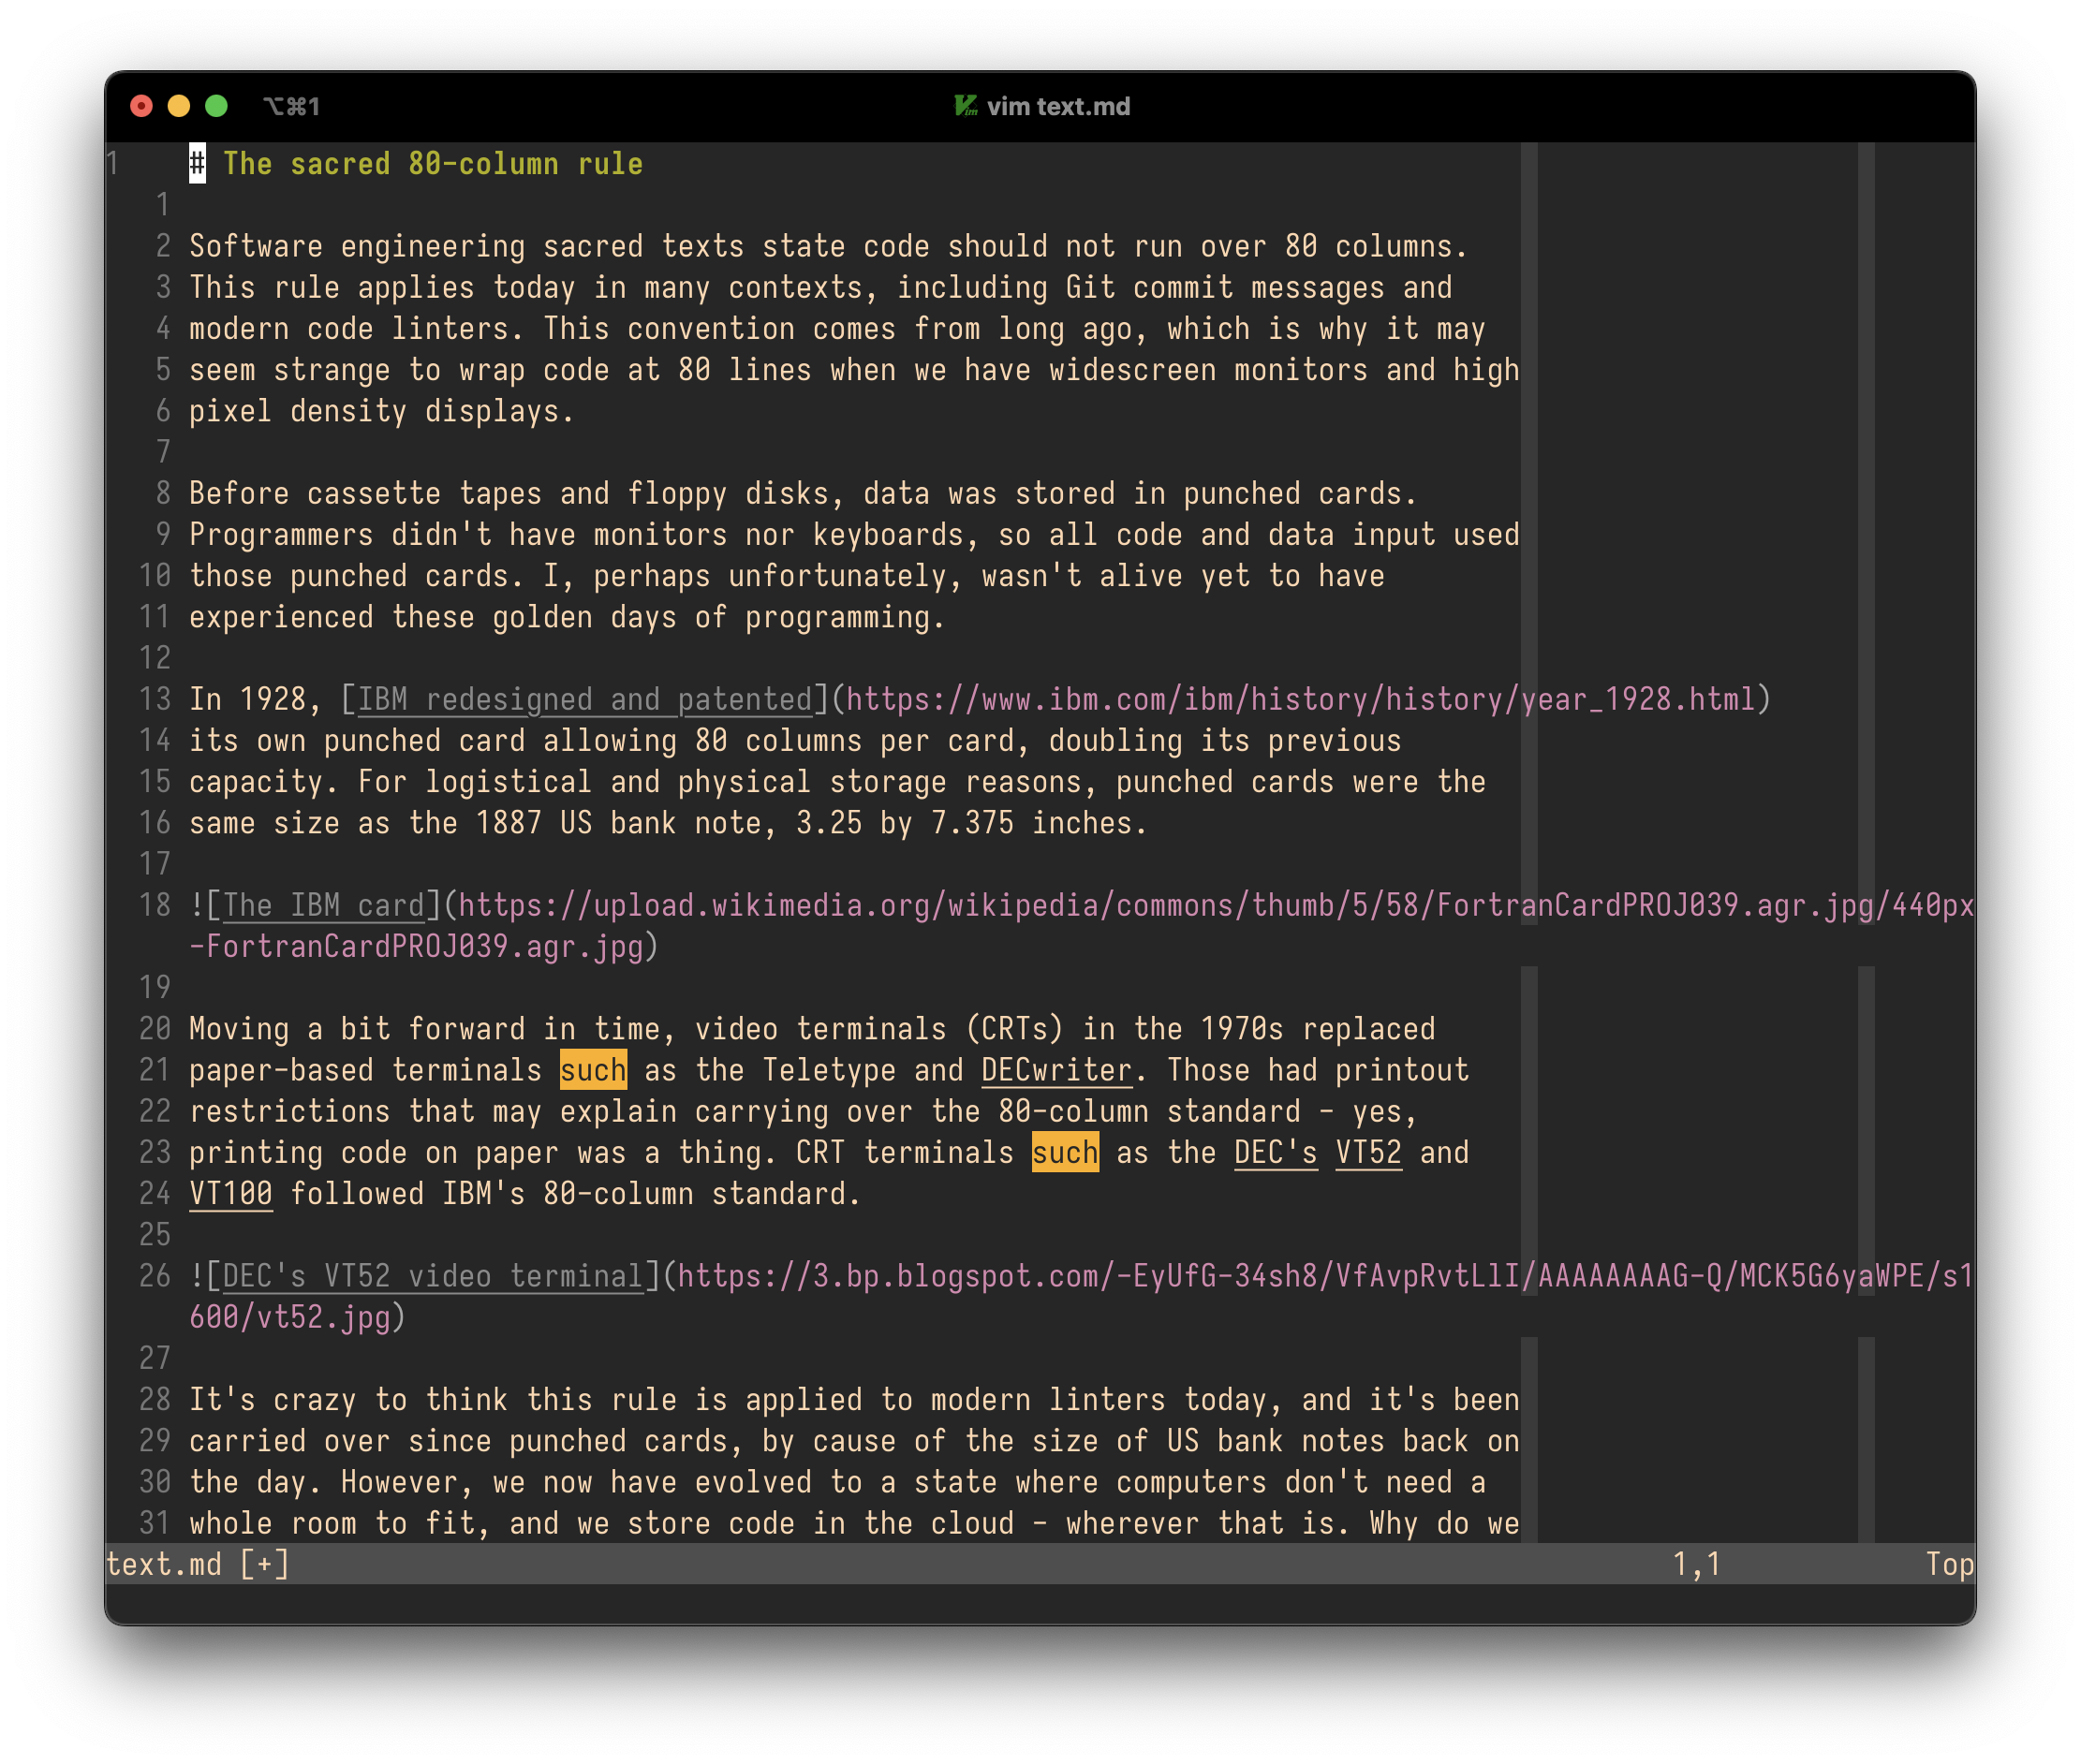 ⌥⌘1 vim text.md
1 # The sacred 80-column rule
1
2 Software engineering sacred texts state code should not run over 80 columns.
3 This rule applies today in many contexts, including Git commit messages and
4 modern code linters. This convention comes from long ago, which is why it may
5 seem strange to wrap code at 80 lines when we have widescreen monitors and high
6 pixel density displays.
7
8 Before cassette tapes and floppy disks, data was stored in punched cards.
9 Programmers didn't have monitors nor keyboards, so all code and data input used
10 those punched cards. I, perhaps unfortunately, wasn't alive yet to have
11 experienced these golden days of programming.
12
13 In 1928, [IBM redesigned and patented](https://www.ibm.com/ibm/history/history/year_1928.html)
14 its own punched card allowing 80 columns per card, doubling its previous
15 capacity. For logistical and physical storage reasons, punched cards were the
16 same size as the 1887 US bank note, 3.25 by 7.375 inches.
17
18 ![The IBM card](https://upload.wikimedia.org/wikipedia/commons/thumb/5/58/FortranCardPROJ039.agr.jpg/440px
-FortranCardPROJ039.agr.jpg)
19
20 Moving a bit forward in time, video terminals (CRTs) in the 1970s replaced
21 paper-based terminals such as the Teletype and DECwriter. Those had printout
22 restrictions that may explain carrying over the 80-column standard - yes,
23 printing code on paper was a thing. CRT terminals such as the DEC's VT52 and
24 VT100 followed IBM's 80-column standard.
25
26 ![DEC's VT52 video terminal](https://3.bp.blogspot.com/-EyUfG-34sh8/VfAvpRvtLlI/AAAAAAAAG-Q/MCK5G6yaWPE/s1
600/vt52.jpg)
27
28 It's crazy to think this rule is applied to modern linters today, and it's been
29 carried over since punched cards, by cause of the size of US bank notes back on
30 the day. However, we now have evolved to a state where computers don't need a
31 whole room to fit, and we store code in the cloud - wherever that is. Why do we
text.md [+] 1,1 Top